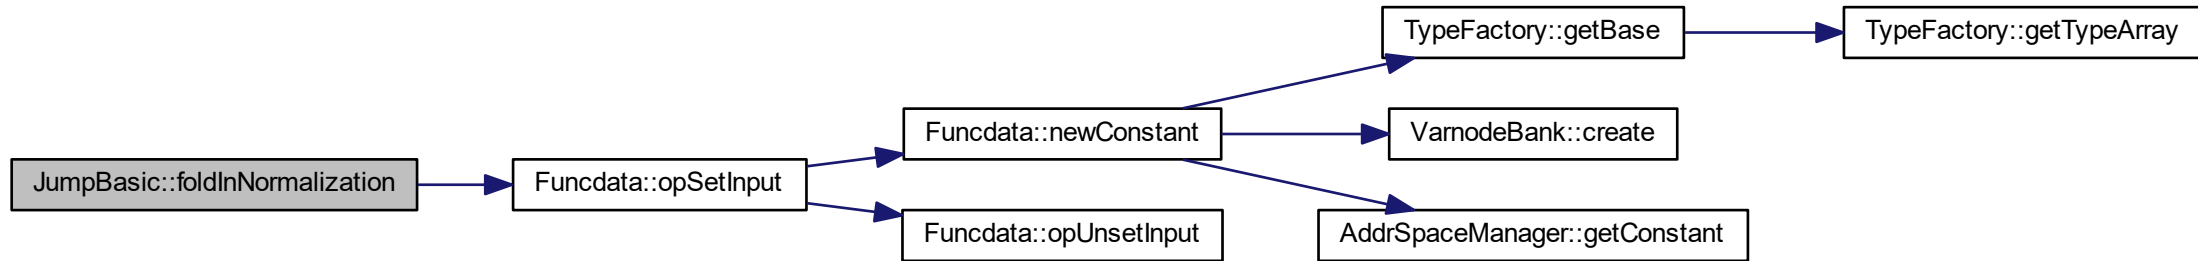 TypeFactory::getBase
TypeFactory::getTypeArray
Funcdata::newConstant
VarnodeBank::create
JumpBasic::foldInNormalization
Funcdata::opSetInput
Funcdata::opUnsetInput
AddrSpaceManager::getConstant